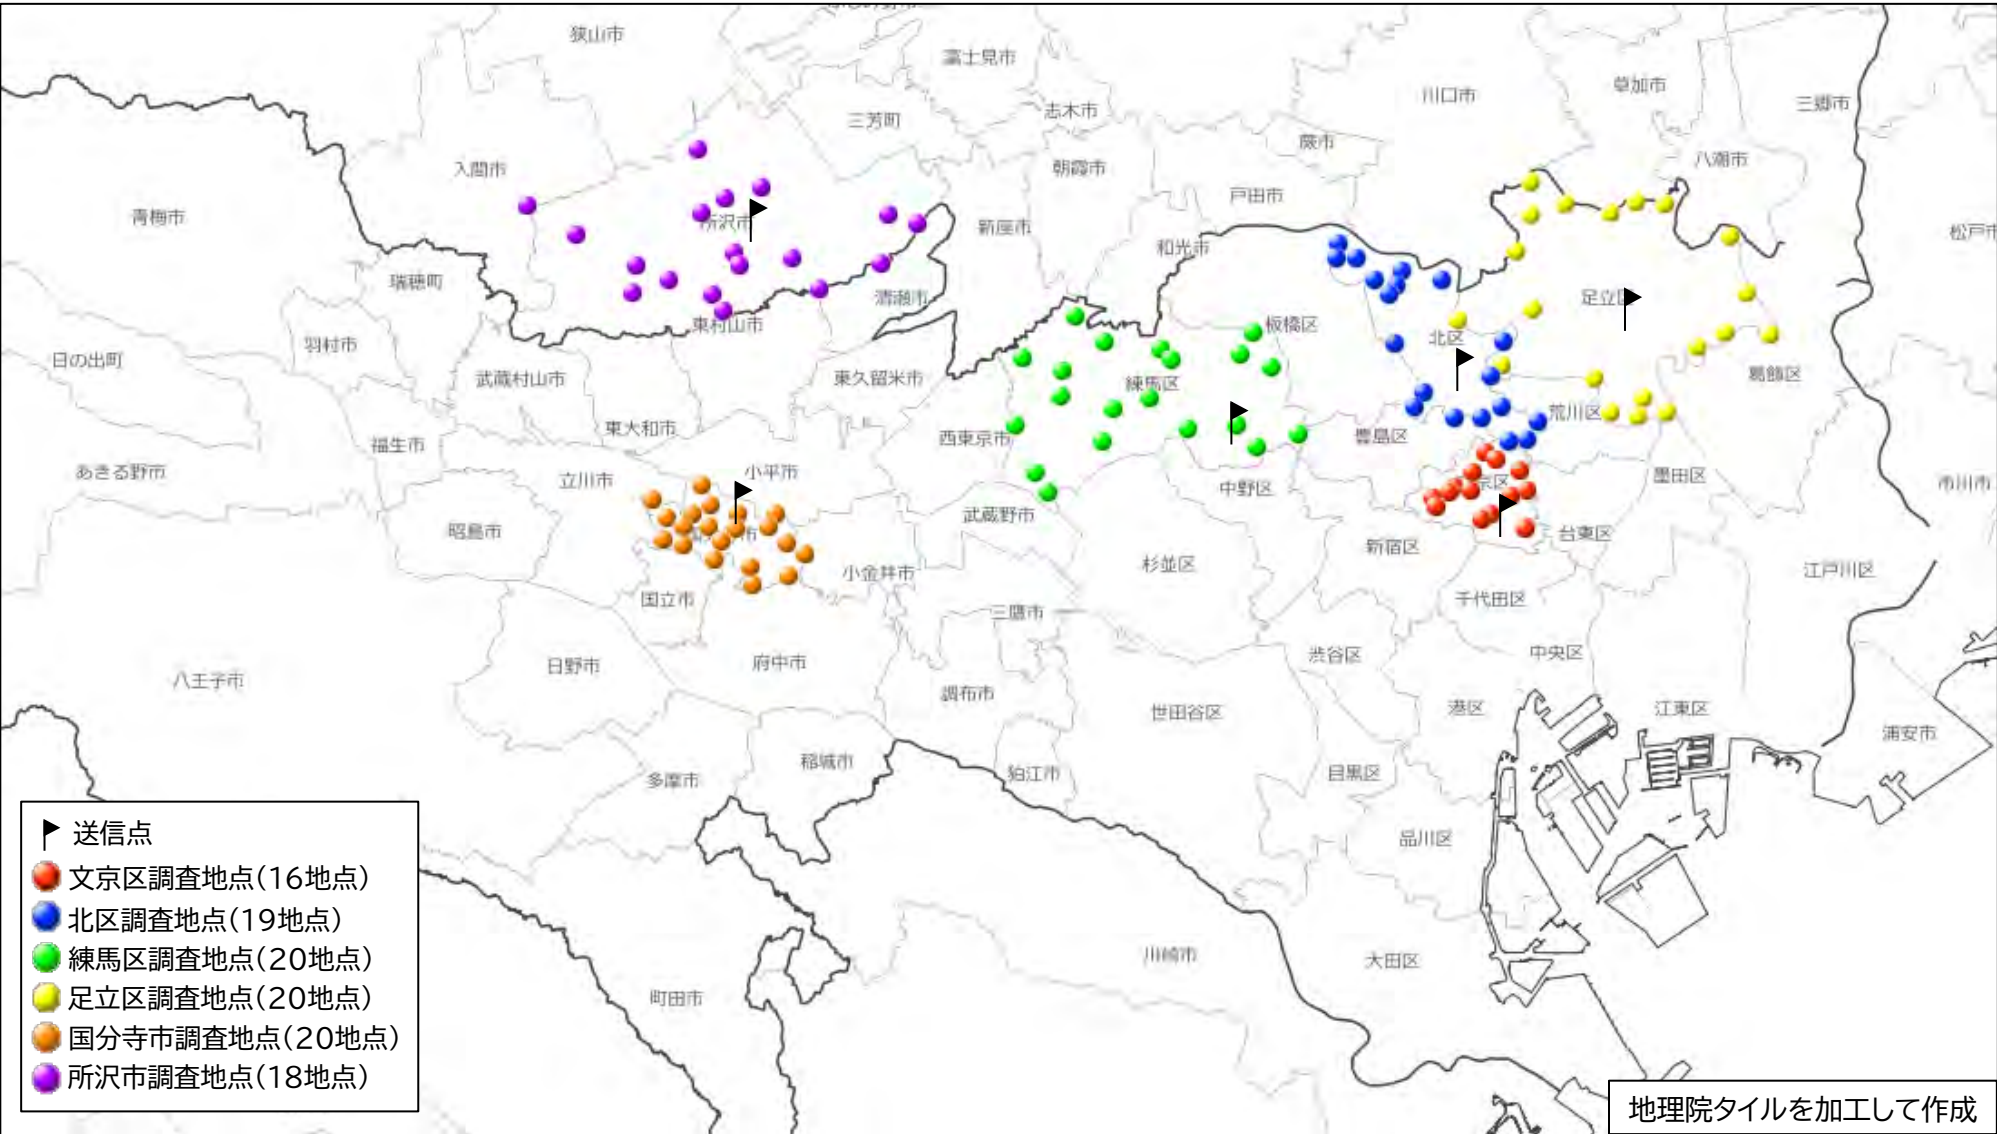 狭山市
富士見市
川口市
草加市
三郷市
志木市
三芳町
蕨市
八潮市
入間市
朝霞市
戸田市
青梅市
所沢市
新座市
和光市
松戸市
瑞穂町
清瀬市
足立区
東村山市
板橋区
北区
羽村市
日の出町
武蔵村山市
東久留米市
練馬区
葛飾区
荒川区
東大和市
西東京市
豊島区
福生市
あきる野市
立川市
小平市
中野区
京区
墨田区
市川市
武蔵野市
昭島市
新宿区
台東区
杉並区
小金井市
江戸川区
国立市
千代田区
三鷹市
日野市
府中市
渋谷区
中央区
八王子市
調布市
世田谷区
港区
江東区
浦安市
多摩市
稲城市
狛江市
目黒区
品川区
川崎市
大田区
町田市
送信点
文京区調査地点(16地点)
北区調査地点(19地点)
練馬区調査地点(20地点)
足立区調査地点(20地点)
国分寺市調査地点(20地点)
所沢市調査地点(18地点)
地理院タイルを加工して作成